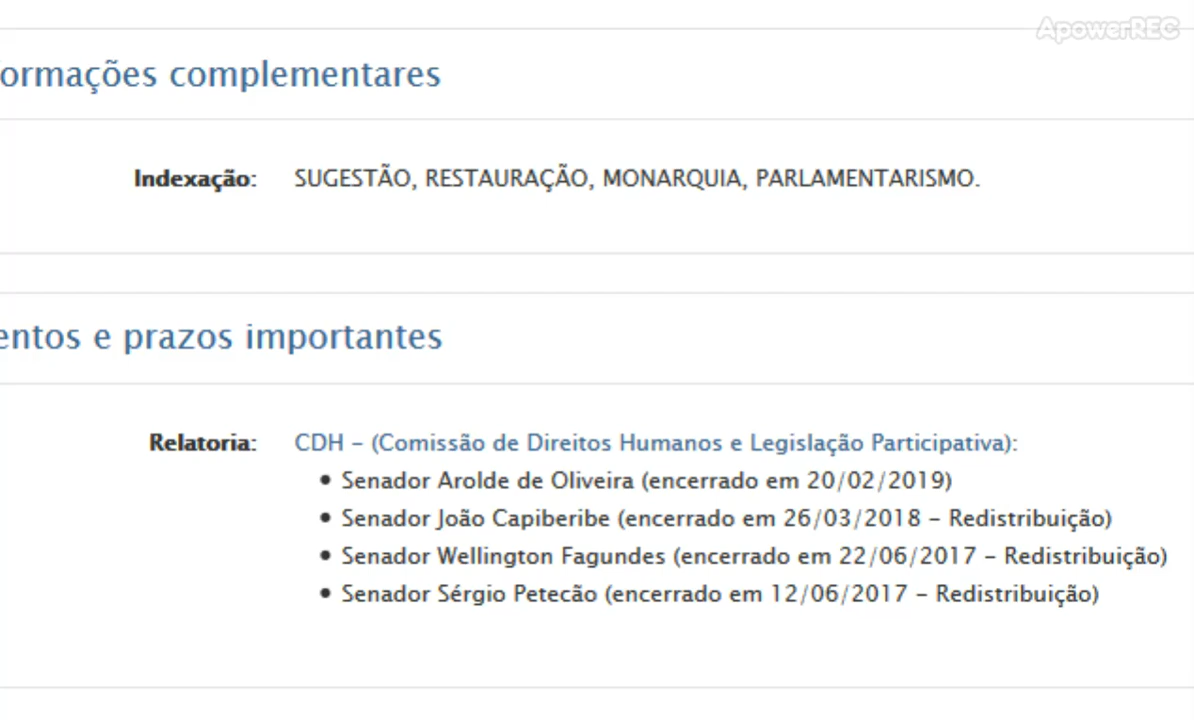 ApowerREC
ormações complementares
Indexação: SUGESTÃO, RESTAURAÇÃO, MONARQUIA, PARLAMENTARISMO.
entos e prazos importantes
Relatoria: CDH - (Comissão de Direitos Humanos e Legislação Participativa):
• Senador Arolde de Oliveira (encerrado em 20/02/2019)
• Senador João Capiberibe (encerrado em 26/03/2018 - Redistribuição)
• Senador Wellington Fagundes (encerrado em 22/06/2017 - Redistribuição)
• Senador Sérgio Petecão (encerrado em 12/06/2017 - Redistribuição)